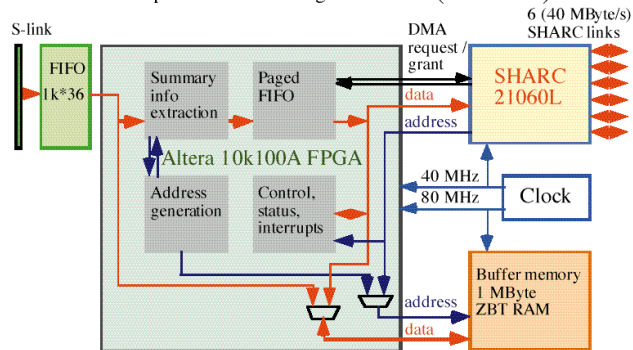 6 (40 MByte/s)
SHARC links
S-link
FIFO
1k*36
Summary
info
extraction
Paged
FIFO
DMA
request /
grant
SHARC
21060L
data
address
Altera 10k100A FPGA
Address
generation
Control,
status,
interrupts
40 MHz
80 MHz
Clock
Buffer memory
1 MByte
ZBT RAM
address
data